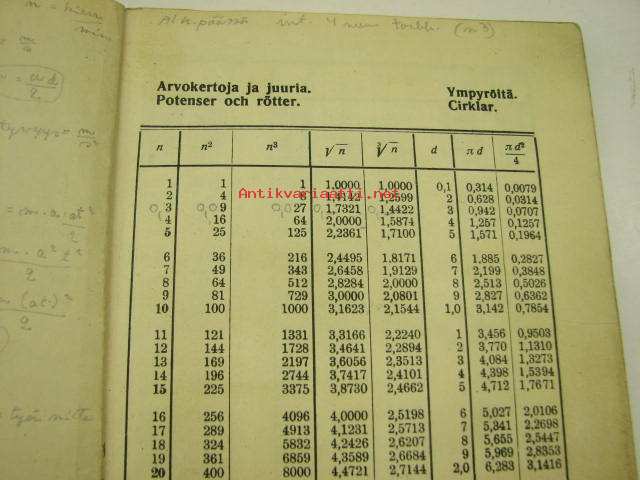 Arvokertoja ja juuria. Ympyröitä.
Potenser och rötter. Cirklar.
n n² n³ √n ∛n d πd πd²/4
1 1 1 1,0000 1,0000 0,1 0,314 0,0079
2 4 8 1,4142 1,2599 2 0,628 0,0314
3 9 27 1,7321 1,4422 3 0,942 0,0707
4 16 64 2,0000 1,5874 4 1,257 0,1257
5 25 125 2,2361 1,7100 5 1,571 0,1964
6 36 216 2,4495 1,8171 6 1,885 0,2827
7 49 343 2,6458 1,9129 7 2,199 0,3848
8 64 512 2,8284 2,0000 8 2,513 0,5026
9 81 729 3,0000 2,0801 9 2,827 0,6362
10 100 1000 3,1623 2,1544 1,0 3,142 0,7854
11 121 1331 3,3166 2,2240 1 3,456 0,9503
12 144 1728 3,4641 2,2894 2 3,770 1,1310
13 169 2197 3,6056 2,3513 3 4,084 1,3273
14 196 2744 3,7417 2,4101 4 4,398 1,5394
15 225 3375 3,8730 2,4662 5 4,712 1,7671
16 256 4096 4,0000 2,5198 6 5,027 2,0106
17 289 4913 4,1231 2,5713 7 5,341 2,2698
18 324 5832 4,2426 2,6207 8 5,655 2,5447
19 361 6859 4,3589 2,6684 9 5,969 2,8353
20 400 8000 4,4721 2,7144 2,0 6,283 3,1416
Antikvariaatti.net